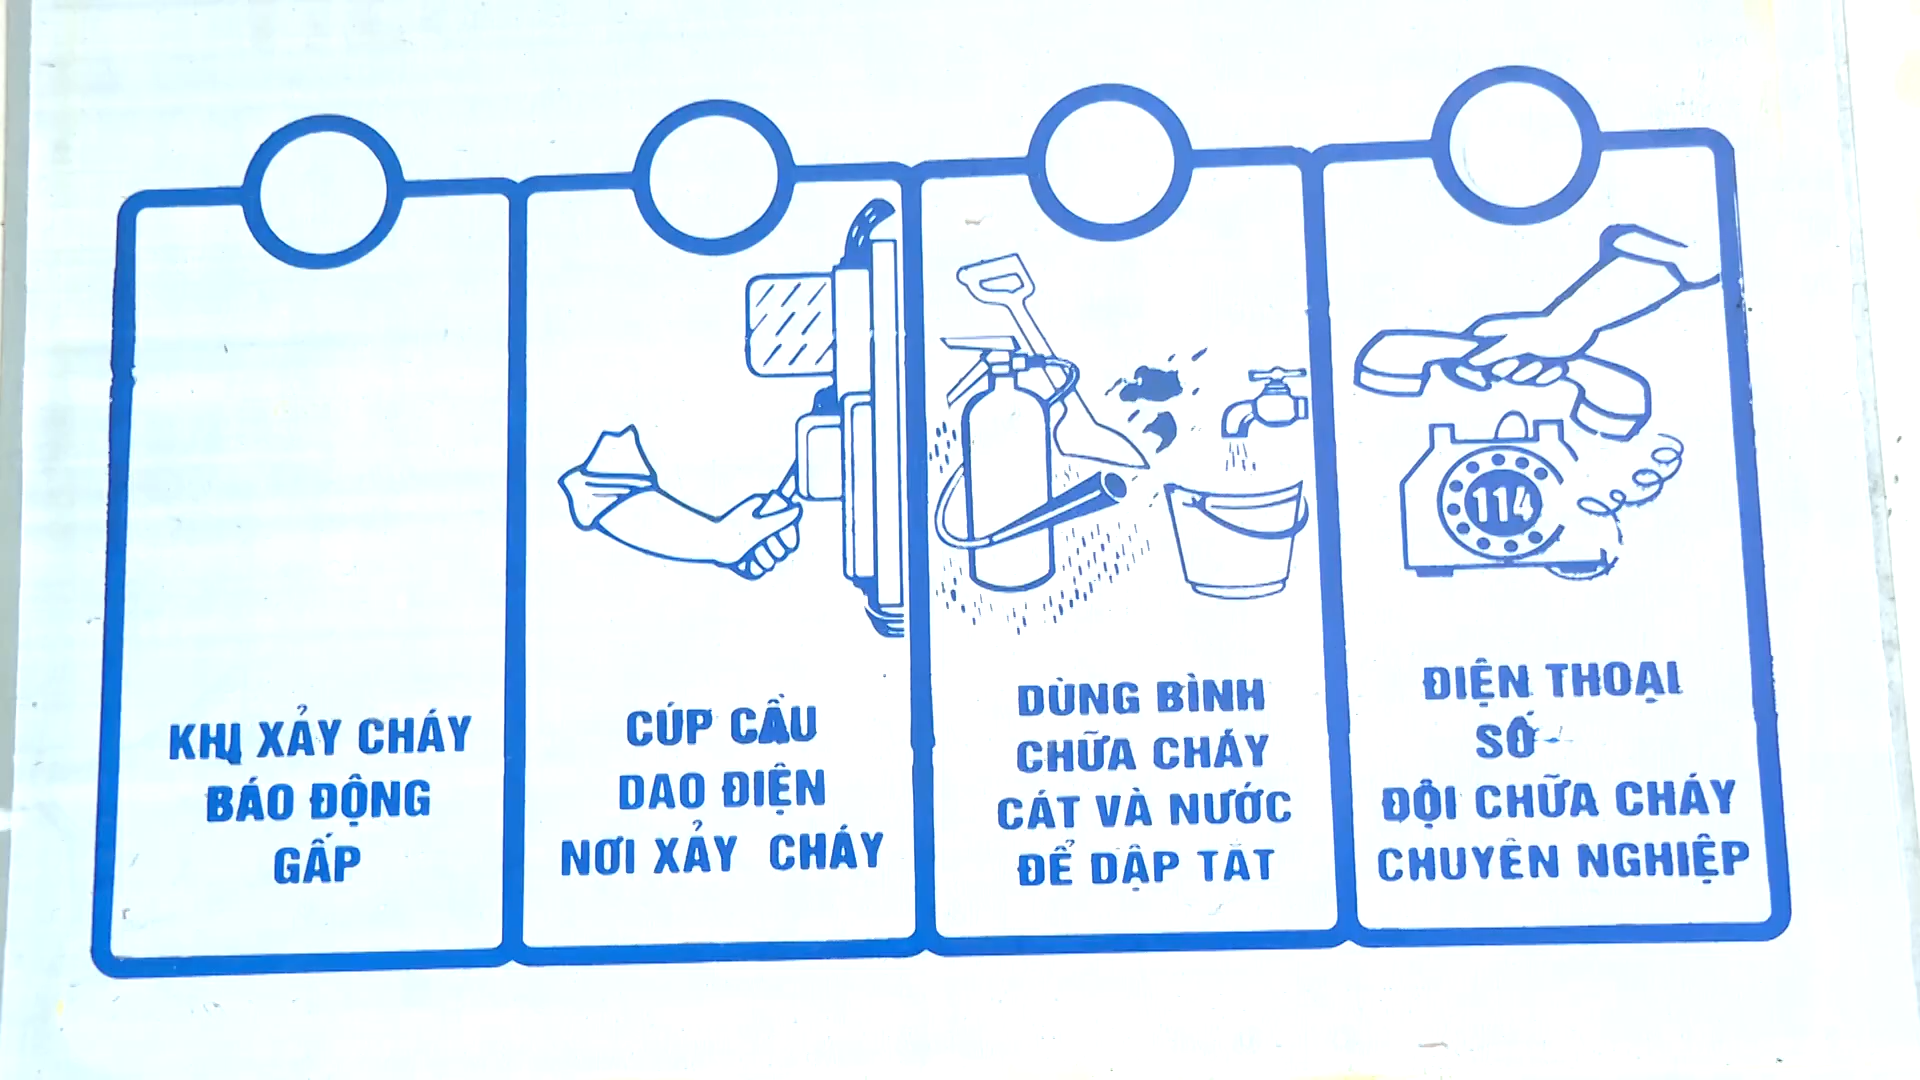 KHI XẢY CHÁY
BÁO ĐỘNG
GẤP
CÚP CẦU
DAO ĐIỆN
NƠI XẢY CHÁY
DÙNG BÌNH
CHỮA CHÁY
CÁT VÀ NƯỚC
ĐỂ DẬP TẮT
114
ĐIỆN THOẠI
SỐ
ĐỘI CHỮA CHÁY
CHUYÊN NGHIỆP